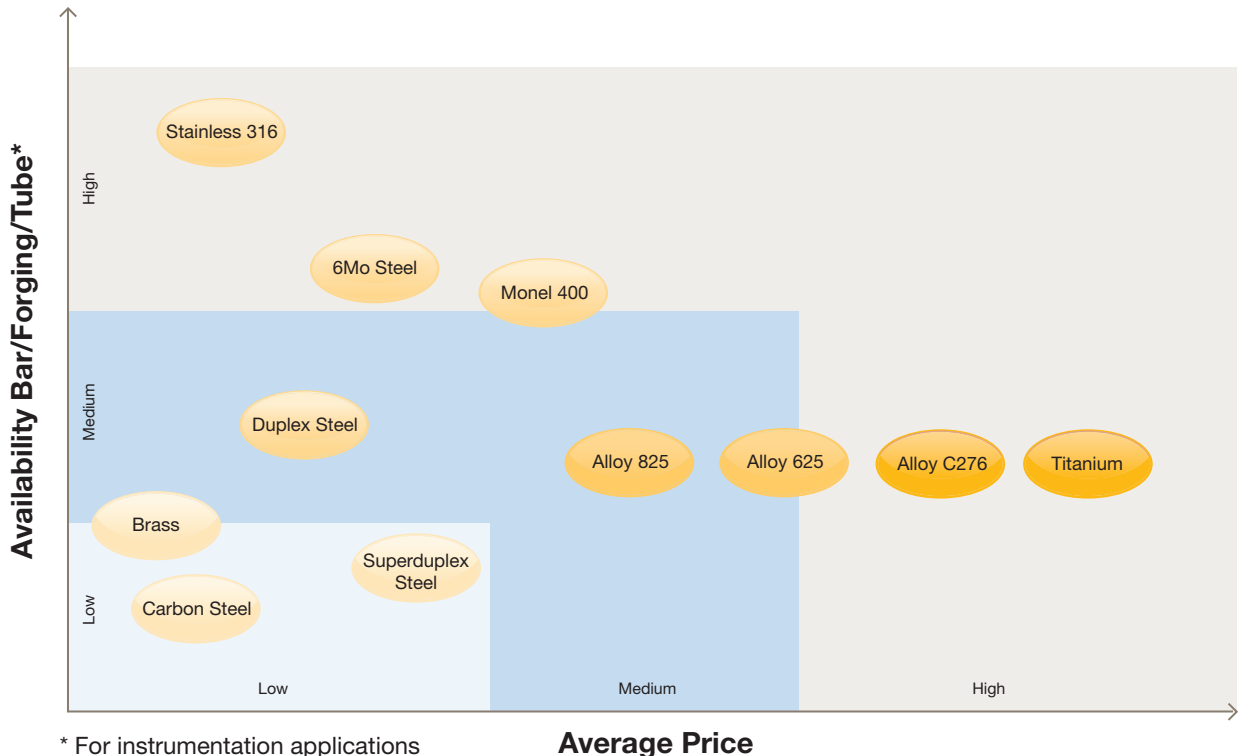 Availability Bar/Forging/Tube*
High
Medium
Low
Stainless 316
6Mo Steel
Monel 400
Duplex Steel
Alloy 825
Alloy 625
Alloy C276
Titanium
Brass
Superduplex
Steel
Carbon Steel
Low
Medium
High
* For instrumentation applications
Average Price